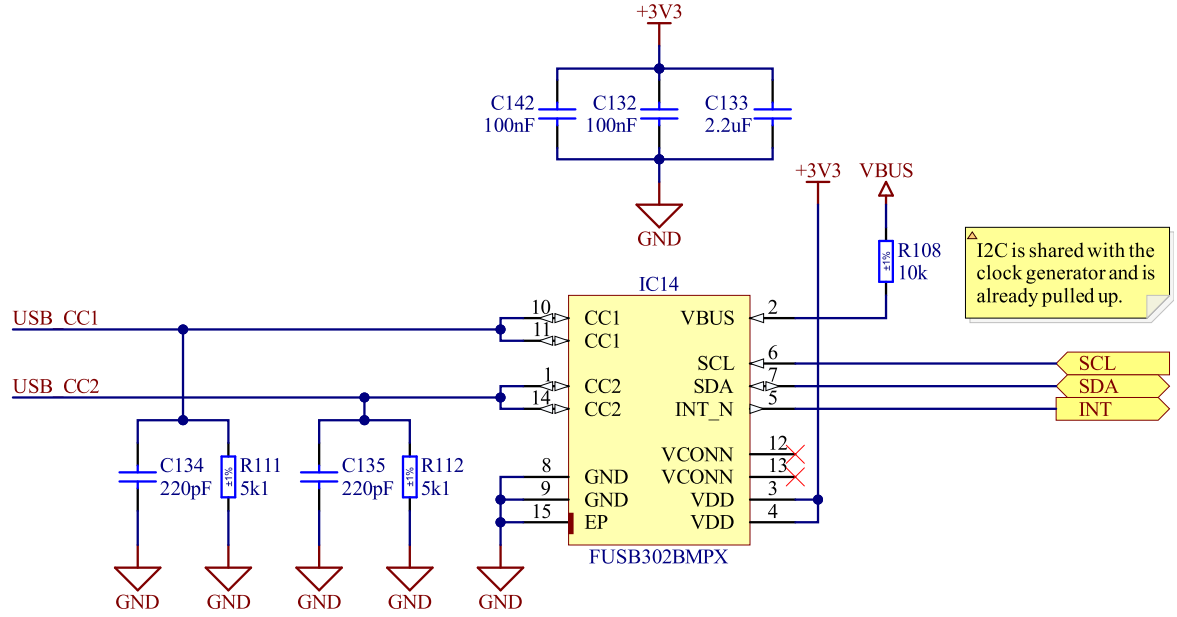 +3V3
C142
100nF
C132
100nF
C133
2.2uF
GND
+3V3
VBUS
±1%
R108
10k
I2C is shared with the
clock generator and is
already pulled up.
IC14
USB_CC1
USB_CC2
10
CC1
11
CC1
1
CC2
14
CC2
8
GND
9
GND
15
EP
VBUS
2
SCL
6
SDA
7
INT_N
5
VCONN
12
VCONN
13
VDD
3
VDD
4
SCL
SDA
INT
FUSB302BMPX
C134
220pF
±1%
R111
5k1
C135
220pF
±1%
R112
5k1
GND
GND
GND
GND
GND